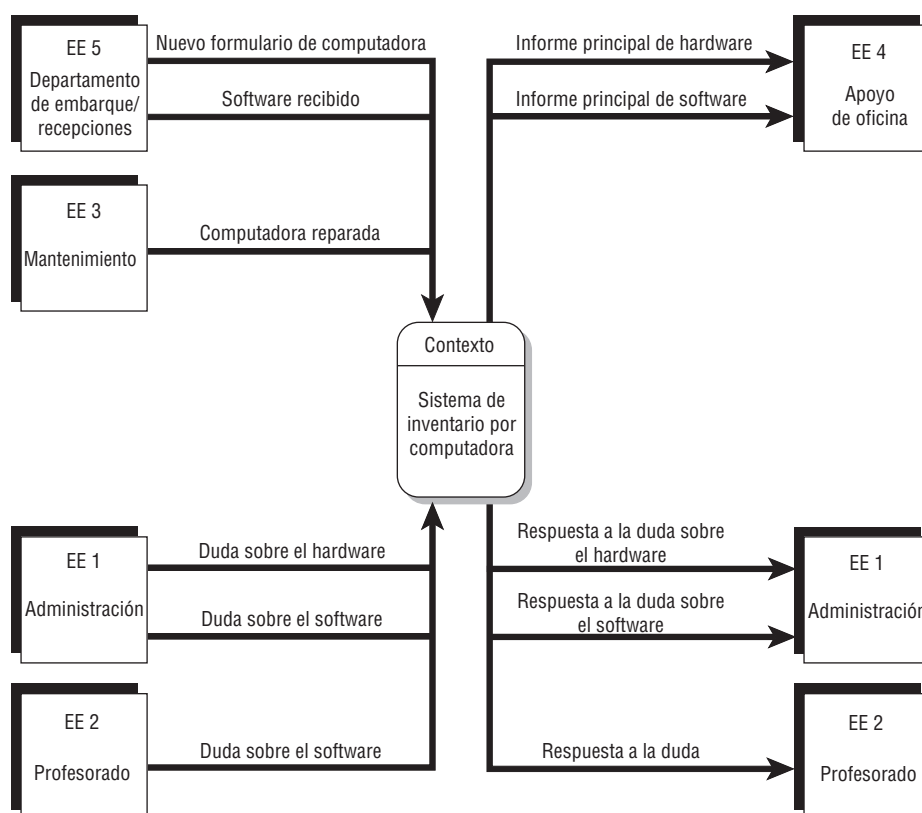 EE 5
Departamento
de embarque/
recepciones
Nuevo formulario de computadora
Software recibido
Informe principal de hardware
Informe principal de software
EE 4
Apoyo
de oficina
EE 3
Mantenimiento
Computadora reparada
Contexto
Sistema de
inventario por
computadora
EE 1
Administración
Duda sobre el hardware
Duda sobre el software
Respuesta a la duda sobre
el hardware
Respuesta a la duda sobre
el software
EE 1
Administración
EE 2
Profesorado
Duda sobre el software
Respuesta a la duda
EE 2
Profesorado